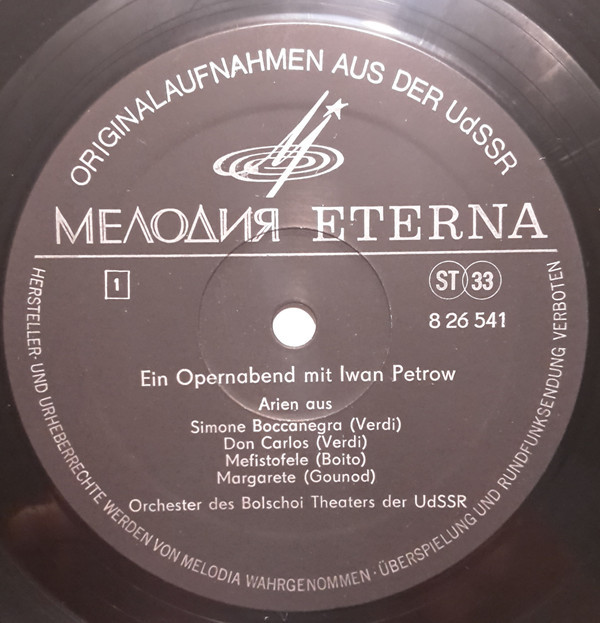 ORIGINALAUFNAHMEN AUS DER UdSSR
МЕЛОДИЯ ETERNA
1
ST 33
8 26 541
Ein Opernabend mit Iwan Petrow
Arien aus
Simone Boccanegra (Verdi)
Don Carlos (Verdi)
Mefistofele (Boito)
Margarete (Gounod)
Orchester des Bolschoi Theaters der UdSSR
HERSTELLER- UND URHEBERRECHTE WERDEN VON MELODIA WAHRGENOMMEN · ÜBERSPIELUNG UND RUNDFUNKSENDUNG VERBOTEN